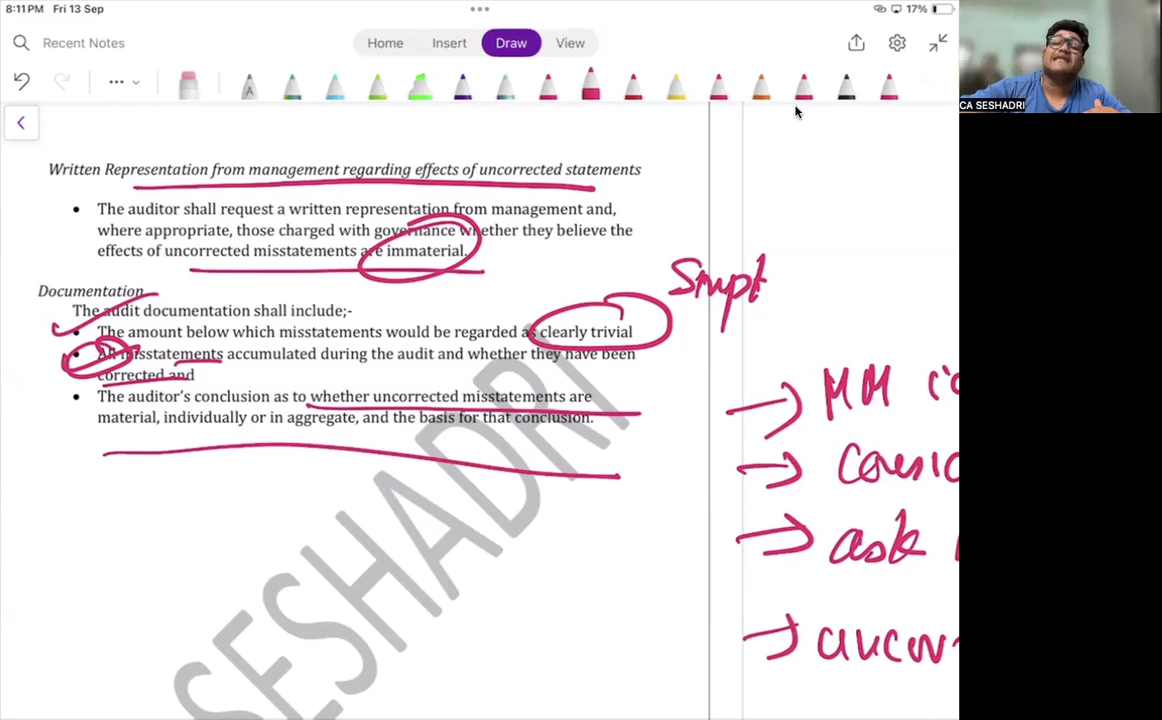 8:11 PM Fri 13 Sep
17%
Recent Notes
Home Insert Draw View
A
CA SESHADRI
Written Representation from management regarding effects of uncorrected statements
• The auditor shall request a written representation from management and,
where appropriate, those charged with governance whether they believe the
effects of uncorrected misstatements are immaterial.
Documentation
The audit documentation shall include;-
• The amount below which misstatements would be regarded as clearly trivial
• All misstatements accumulated during the audit and whether they have been
corrected and
• The auditor's conclusion as to whether uncorrected misstatements are
material, individually or in aggregate, and the basis for that conclusion.
MM
ask
SESHADRI